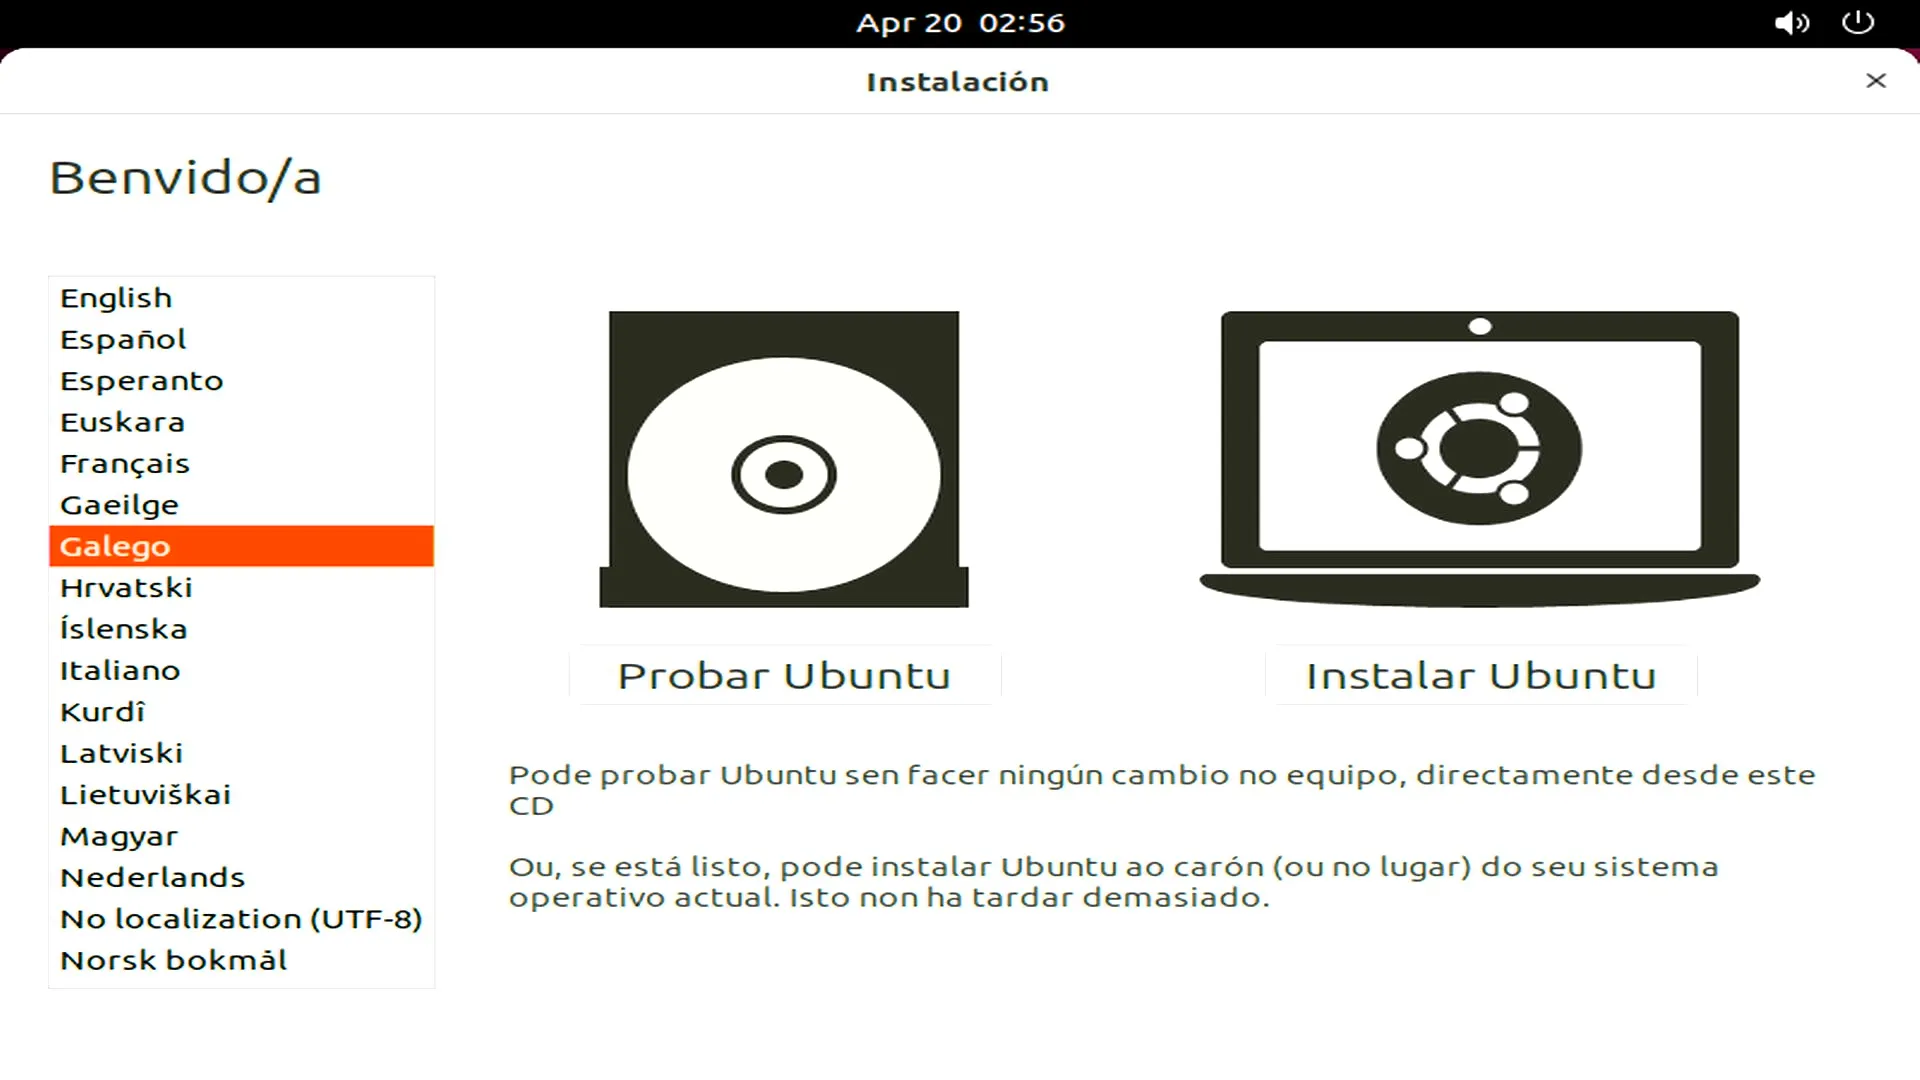 Apr 20 02:56
Instalación
Benvido/a
English
Español
Esperanto
Euskara
Français
Gaeilge
Galego
Hrvatski
Íslenska
Italiano
Kurdî
Latviski
Lietuviškai
Magyar
Nederlands
No localization (UTF-8)
Norsk bokmål
Probar Ubuntu
Instalar Ubuntu
Pode probar Ubuntu sen facer ningún cambio no equipo, directamente desde este
CD
Ou, se está listo, pode instalar Ubuntu ao carón (ou no lugar) do seu sistema
operativo actual. Isto non ha tardar demasiado.